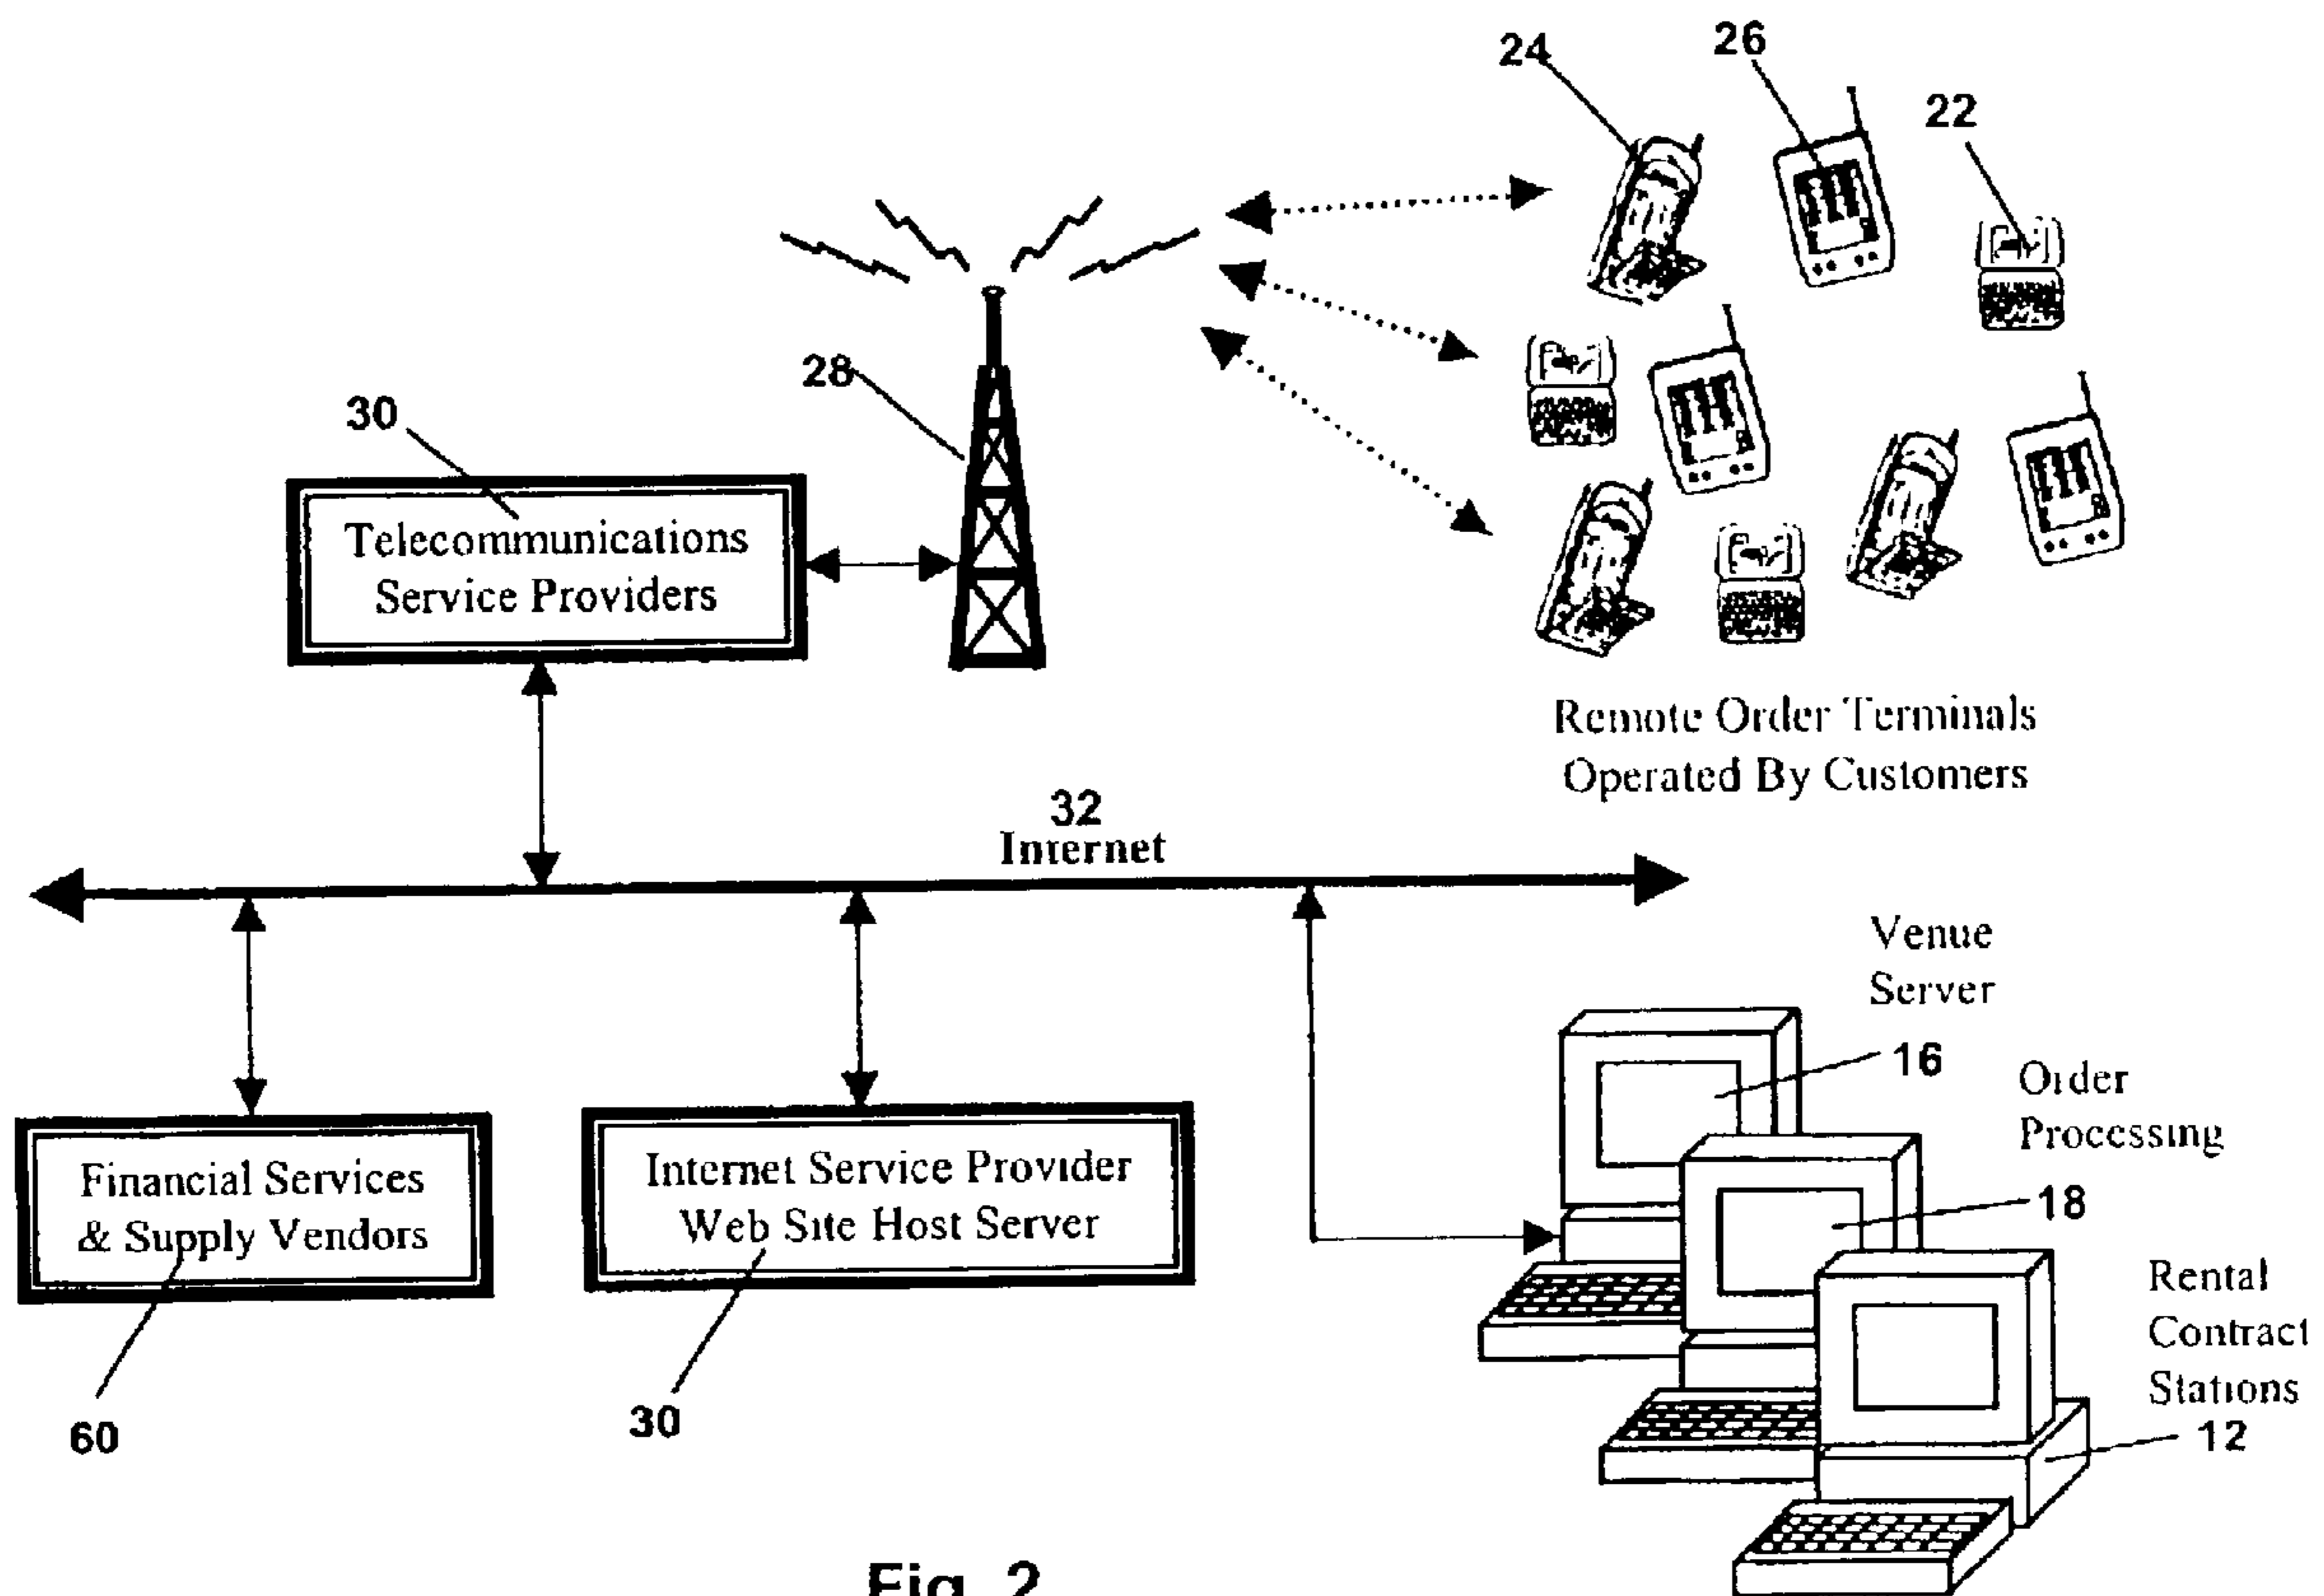 24
26
22
28
30
Telecommunications
Service Providers
Remote Order Terminals
Operated By Customers
32
Internet
Venue
Server
16
Order
Processing
18
Financial Services
& Supply Vendors
Internet Service Provider
Web Site Host Server
Rental
Contract
Stations
12
60
30
Fig. 2